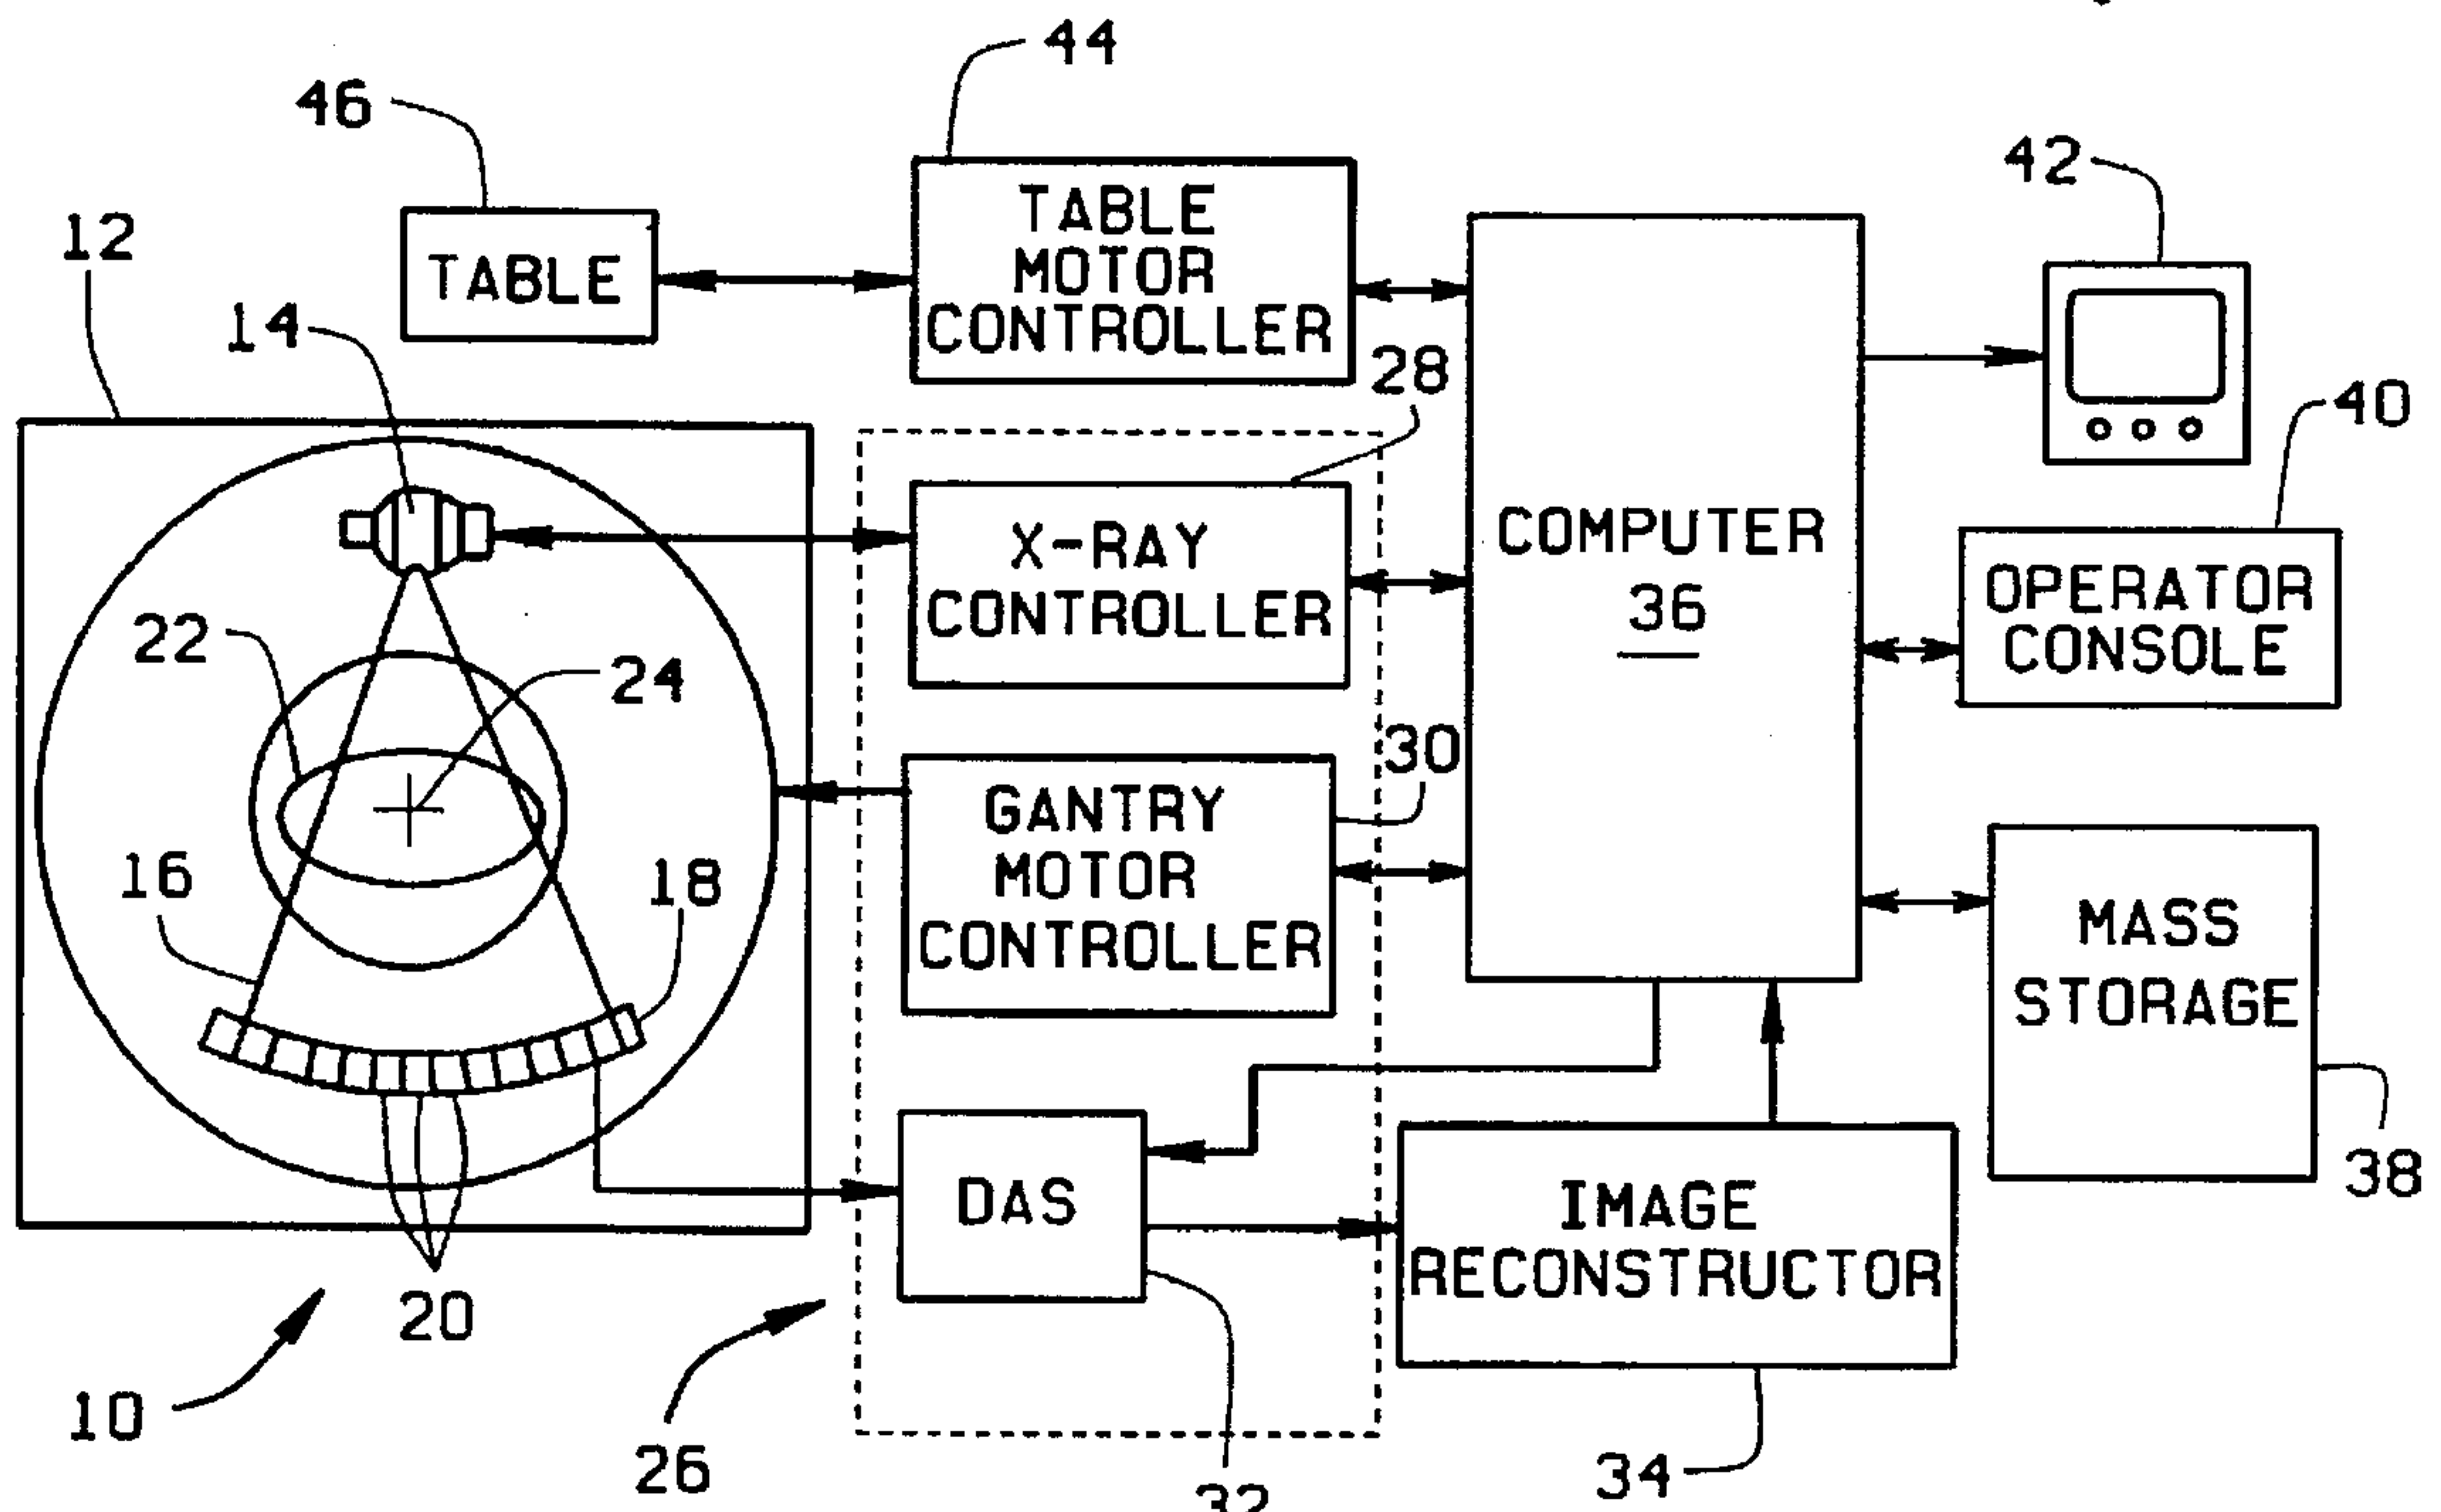 44
46
42
12
TABLE
MOTOR
CONTROLLER
TABLE
14
28
40
X-RAY
CONTROLLER
COMPUTER
36
OPERATOR
CONSOLE
22
24
30
GANTRY
MOTOR
CONTROLLER
16
18
MASS
STORAGE
38
DAS
IMAGE
RECONSTRUCTOR
20
10
26
32
34